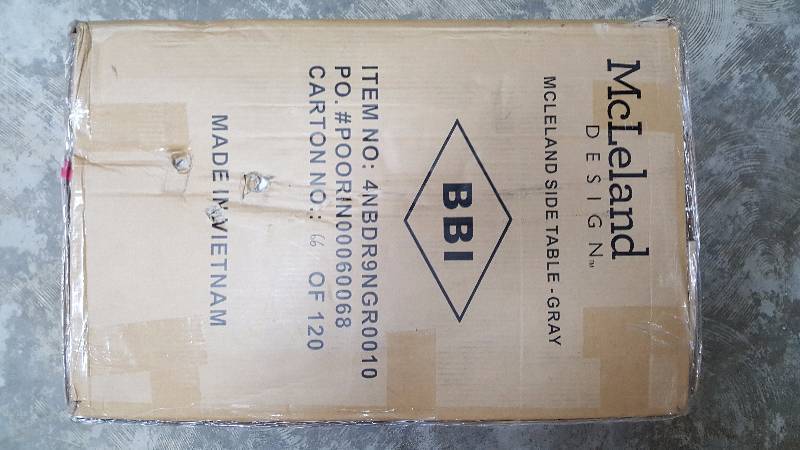 McLeland
DESIGN™
MCLELAND SIDE TABLE - GRAY
BBI
ITEM NO: 4NBDR9NGR0010
PO. #POORIN00060068
CARTON NO.: 66 OF 120
MADE IN VIETNAM